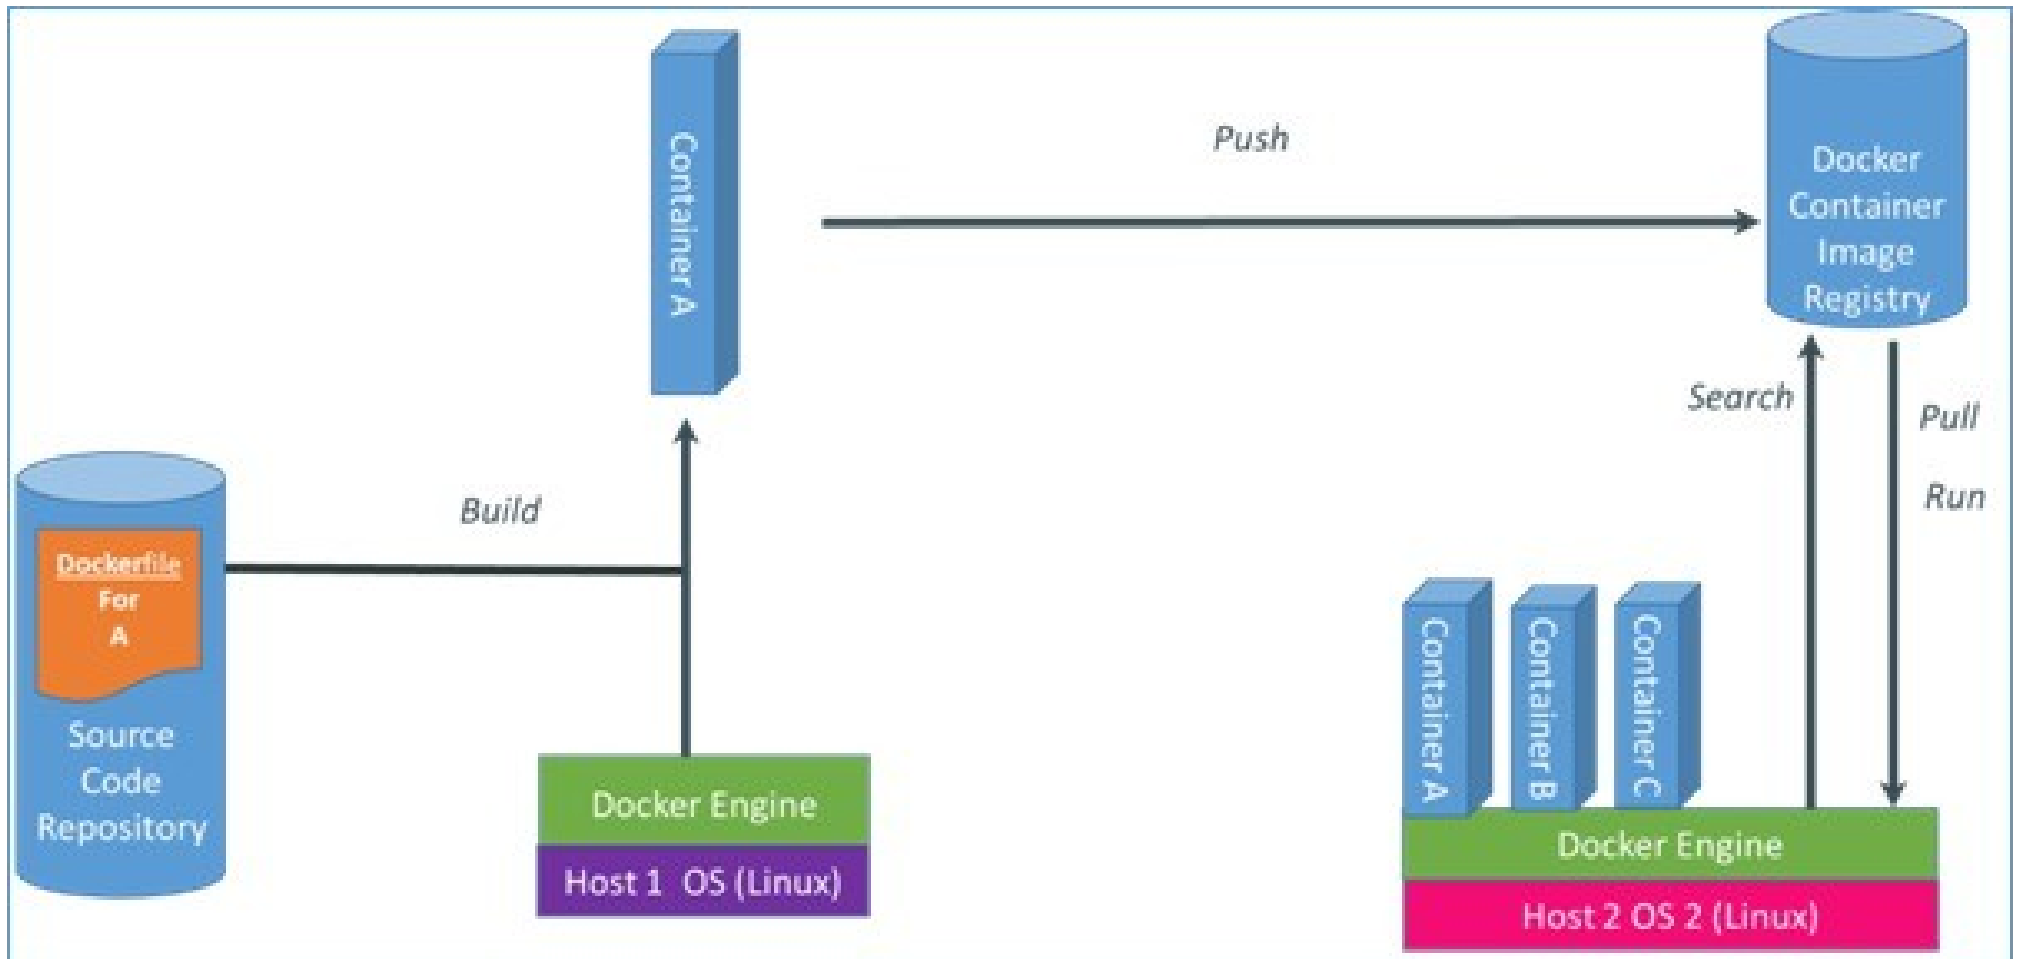 Container A
Push
Docker
Container
Image
Registry
Search
Pull
Run
Build
Dockerfile
For
A
Source
Code
Repository
Docker Engine
Host 1 OS (Linux)
Container A
Container B
Container C
Docker Engine
Host 2 OS 2 (Linux)